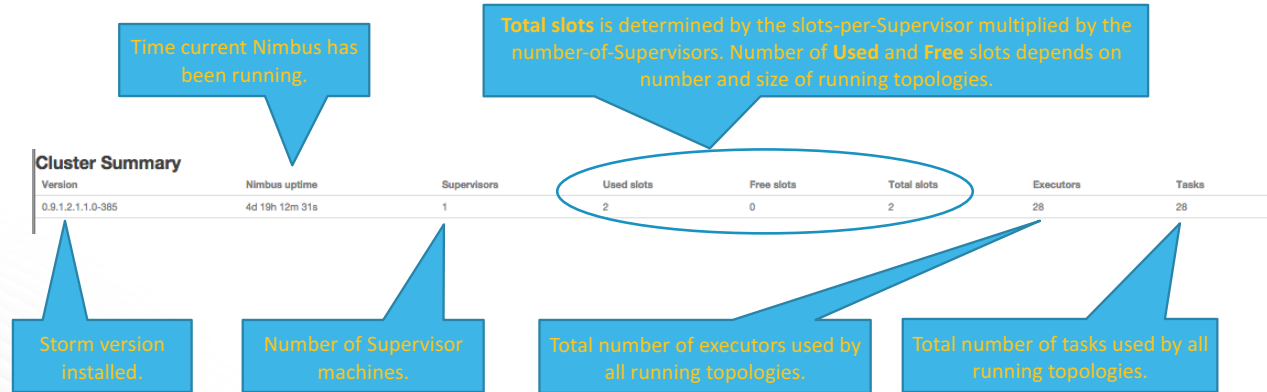 Total slots is determined by the slots-per-Supervisor multiplied by the
number-of-Supervisors. Number of Used and Free slots depends on
number and size of running topologies.
Time current Nimbus has
been running.
Cluster Summary
Version Nimbus uptime Supervisors Used slots Free slots Total slots Executors Tasks
0.9.1.2.1.1.0-385 4d 19h 12m 31s 1 2 0 2 28 28
Storm version
installed.
Number of Supervisor
machines.
Total number of executors used by
all running topologies.
Total number of tasks used by all
running topologies.